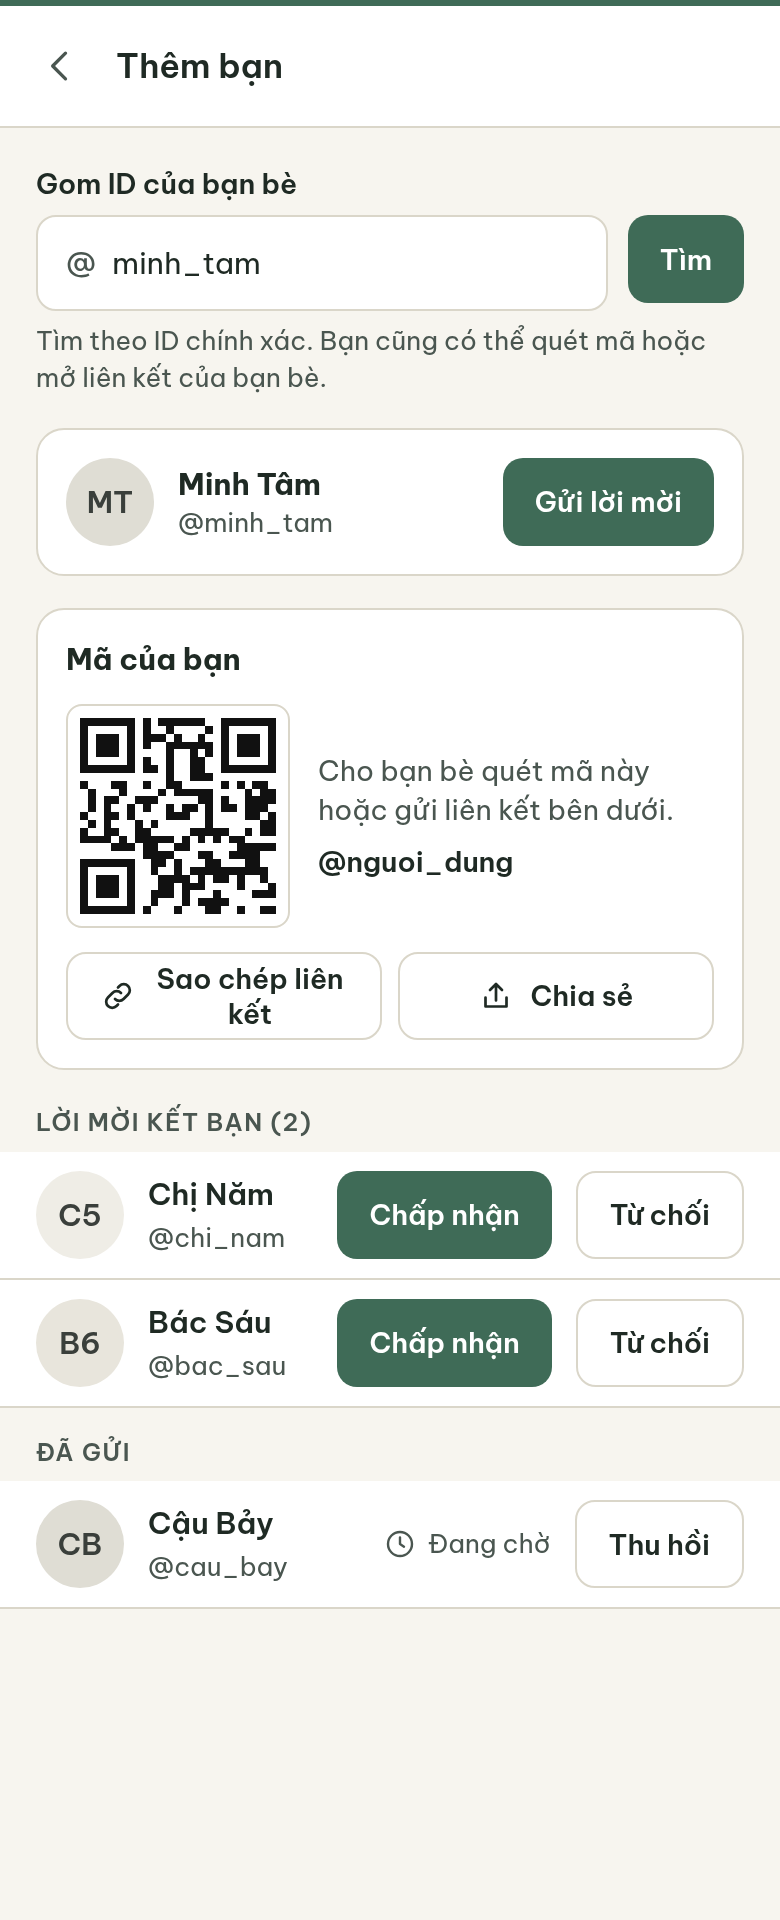 Thêm bạn
Gom ID của bạn bè
@ minh_tam
Tìm
Tìm theo ID chính xác. Bạn cũng có thể quét mã hoặc
mở liên kết của bạn bè.
MT
Minh Tâm
@minh_tam
Gửi lời mời
Mã của bạn
Cho bạn bè quét mã này
hoặc gửi liên kết bên dưới.
@nguoi_dung
Sao chép liên
kết
Chia sẻ
LỜI MỜI KẾT BẠN (2)
C5
Chị Năm
@chi_nam
Chấp nhận
Từ chối
B6
Bác Sáu
@bac_sau
Chấp nhận
Từ chối
ĐÃ GỬI
CB
Cậu Bảy
@cau_bay
Đang chờ
Thu hồi